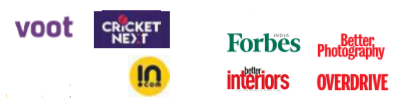 voot
CRICKET
NEXT
in
.com
INDIA
Forbes
Better
Photography
better
interiors
OVERDRIVE